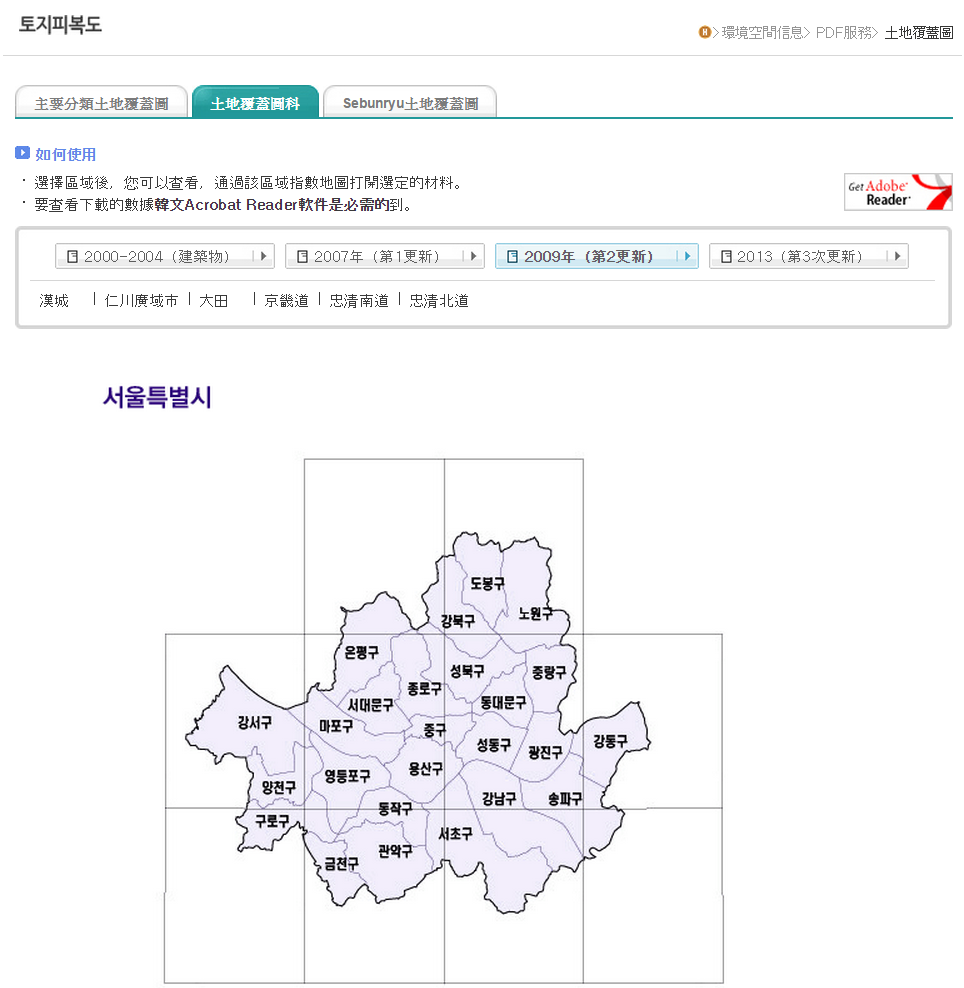 토지피복도
環境空間信息> PDF服務> 土地覆蓋圖
主要分類土地覆蓋圖 土地覆蓋圖科 Sebunryu土地覆蓋圖
如何使用
· 選擇區域後，您可以查看，通過該區域指數地圖打開選定的材料。
· 要查看下載的數據韓文Acrobat Reader軟件是必需的到。
Get Adobe Reader
2000-2004（建築物） 2007年（第1更新） 2009年（第2更新） 2013（第3次更新）
漢城 | 仁川廣域市 | 大田 | 京畿道 | 忠清南道 | 忠清北道
서울특별시
도봉구
노원구
강북구
은평구
성북구
중랑구
종로구
서대문구
동대문구
강서구
마포구
중구
성동구
광진구
강동구
용산구
영등포구
양천구
강남구
송파구
동작구
구로구
서초구
관악구
금천구